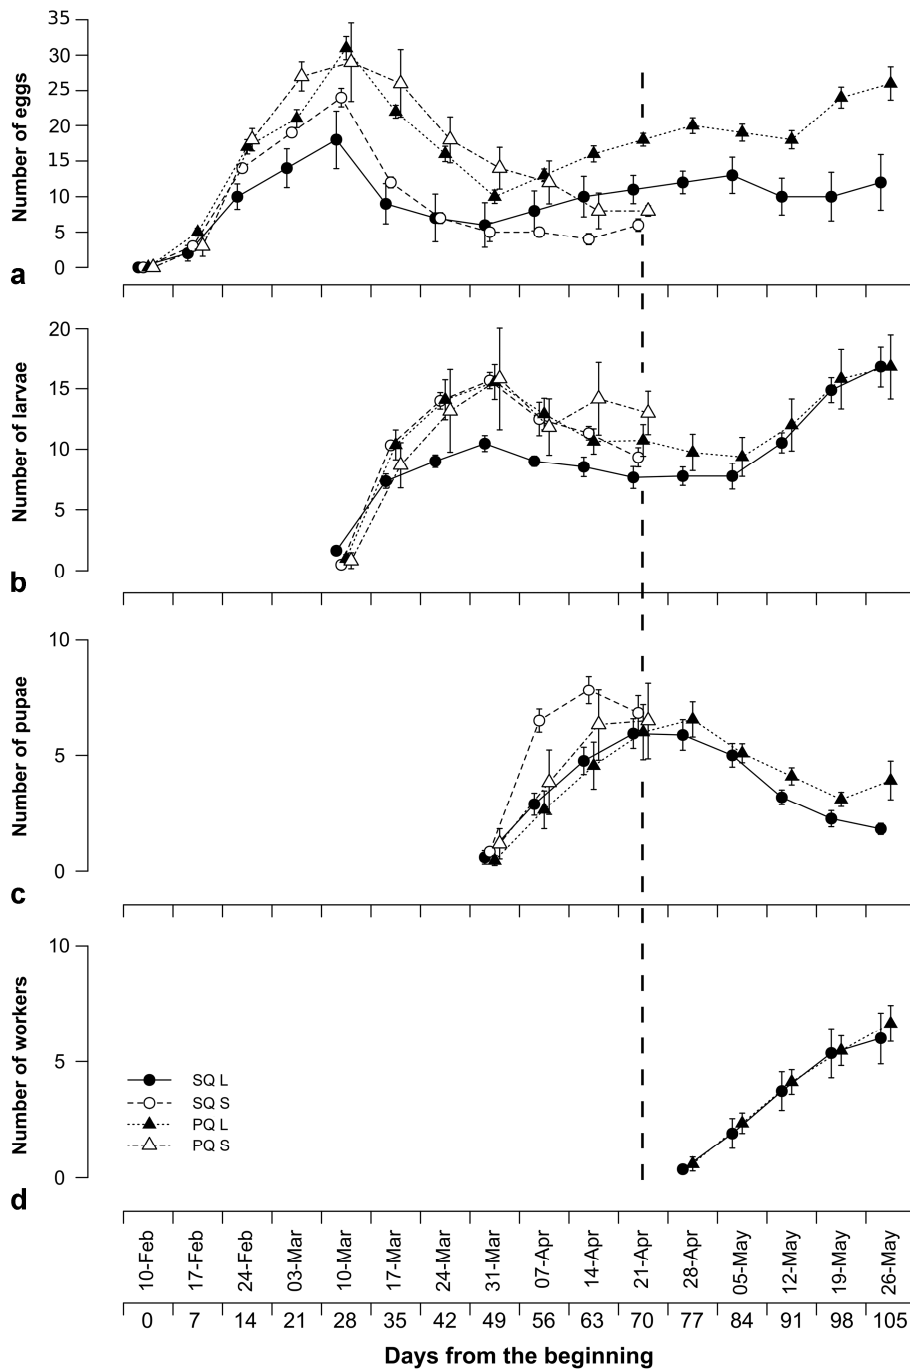 35
30
25
20
15
10
5
0
Number of eggs
a
20
15
10
5
0
Number of larvae
b
10
5
0
Number of pupae
c
10
5
0
Number of workers
d
SQ L
SQ S
PQ L
PQ S
10-Feb 17-Feb 24-Feb 03-Mar 10-Mar 17-Mar 24-Mar 31-Mar 07-Apr 14-Apr 21-Apr 28-Apr 05-May 12-May 19-May 26-May
0 7 14 21 28 35 42 49 56 63 70 77 84 91 98 105
Days from the beginning